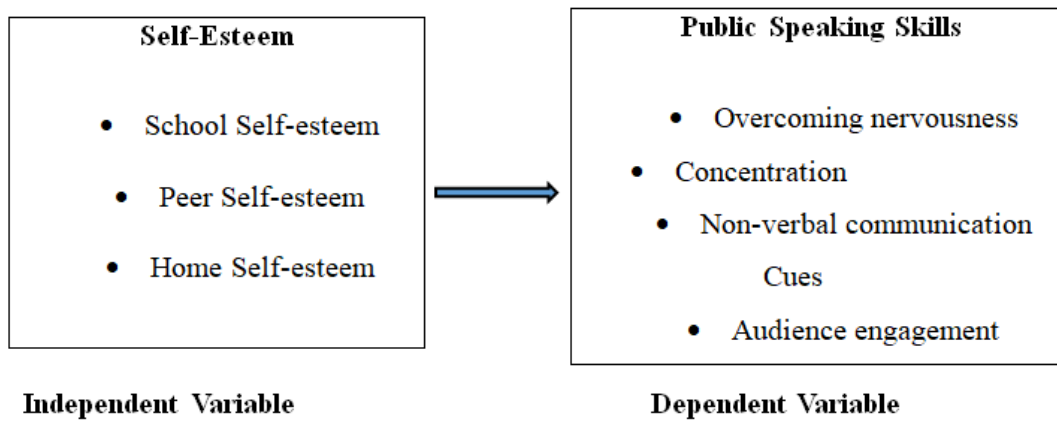 Self-Esteem
• School Self-esteem
• Peer Self-esteem
• Home Self-esteem
Public Speaking Skills
• Overcoming nervousness
• Concentration
• Non-verbal communication
Cues
• Audience engagement
Independent Variable
Dependent Variable